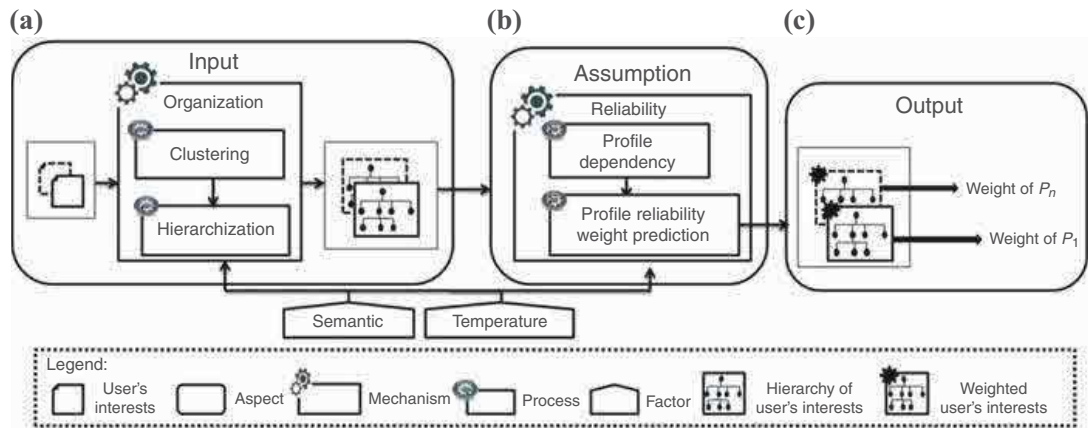 (a)
(b)
(c)
Input
Organization
Clustering
Hierarchization
Assumption
Reliability
Profile
dependency
Profile reliability
weight prediction
Output
Weight of Pn
Weight of P1
Semantic
Temperature
Legend:
User's
interests
Aspect
Mechanism
Process
Factor
Hierarchy of
user's interests
Weighted
user's interests